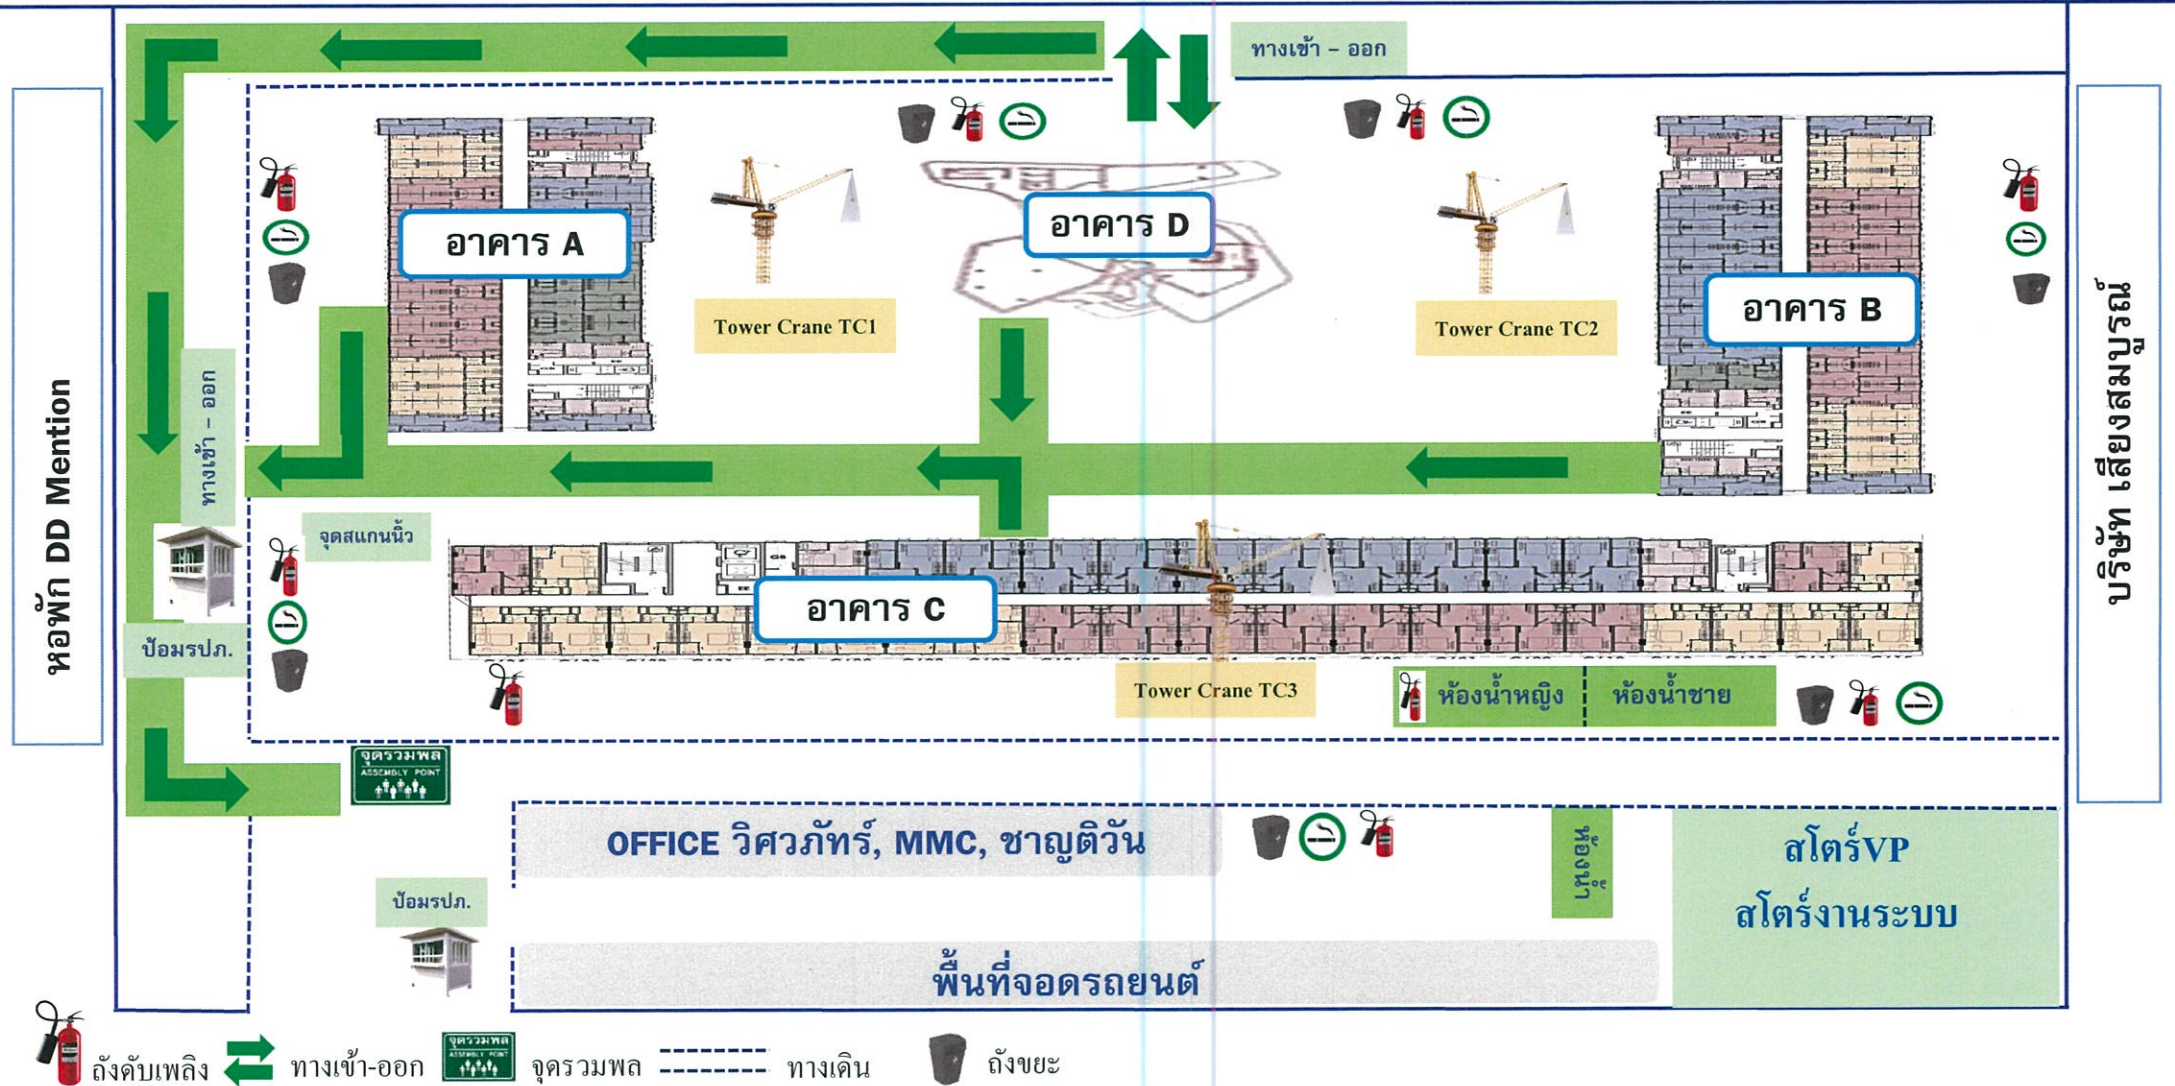 ทางเข้า – ออก
อาคาร A
อาคาร D
อาคาร B
Tower Crane TC1
Tower Crane TC2
หอพัก DD Mention
ทางเข้า – ออก
บริษัท เสียงสมบูรณ์
จุดสแกนนิ้ว
อาคาร C
ป้อมรปภ.
Tower Crane TC3
ห้องน้ำหญิง
ห้องน้ำชาย
จุดรวมพล
ASSEMBLY POINT
OFFICE วิศวภัทร์, MMC, ชาญติวัน
ห้องน้ำ
สโตร์VP
สโตร์งานระบบ
ป้อมรปภ.
พื้นที่จอดรถยนต์
ถังดับเพลิง
ทางเข้า-ออก
จุดรวมพล
ASSEMBLY POINT
จุดรวมพล
ทางเดิน
ถังขยะ